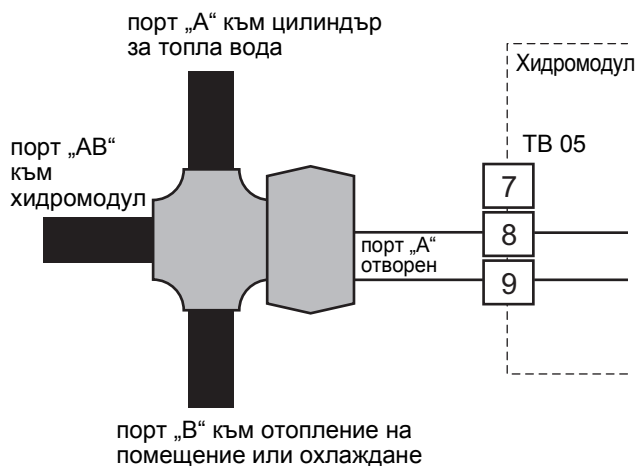 порт „A“ към цилиндър
за топла вода
Хидромодул
порт „AB“
към
хидромодул
TB 05
7
8
9
порт „A“
отворен
порт „B“ към отопление на
помещение или охлаждане